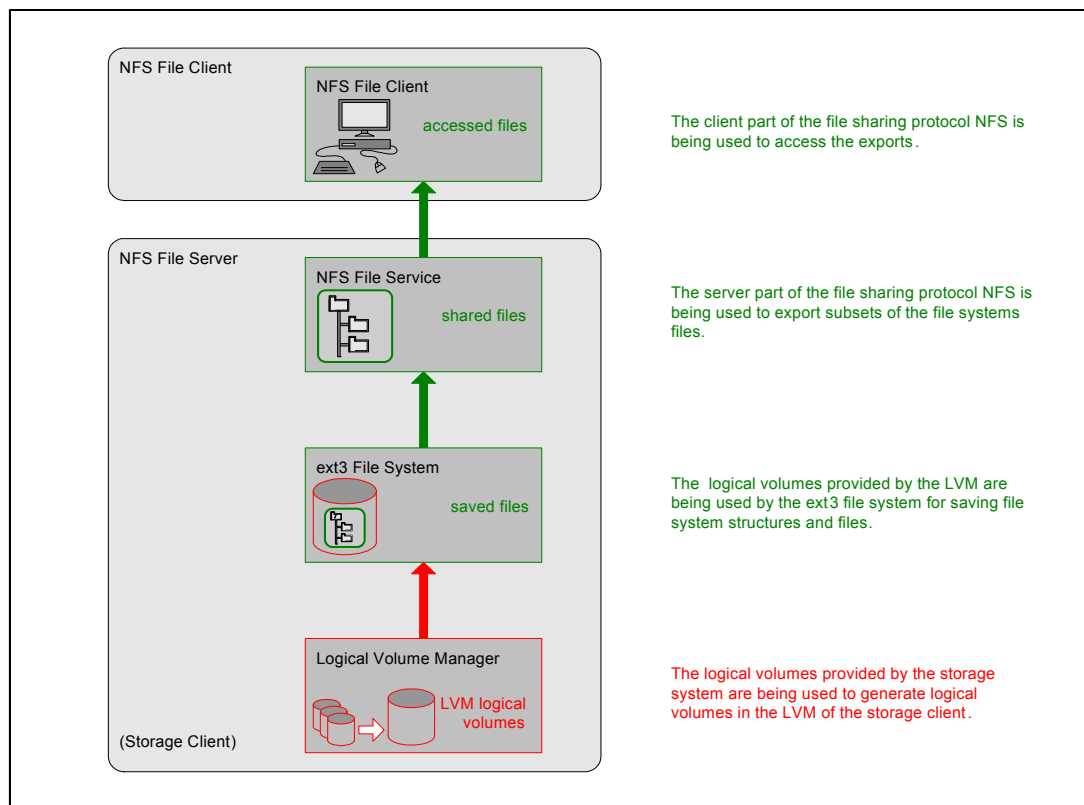 NFS File Client
NFS File Client
accessed files
The client part of the file sharing protocol NFS is
being used to access the exports.
NFS File Server
NFS File Service
shared files
The server part of the file sharing protocol NFS is
being used to export subsets of the file systems
files.
ext3 File System
saved files
The logical volumes provided by the LVM are
being used by the ext3 file system for saving file
system structures and files.
Logical Volume Manager
LVM logical
volumes
The logical volumes provided by the storage
system are being used to generate logical
volumes in the LVM of the storage client.
(Storage Client)